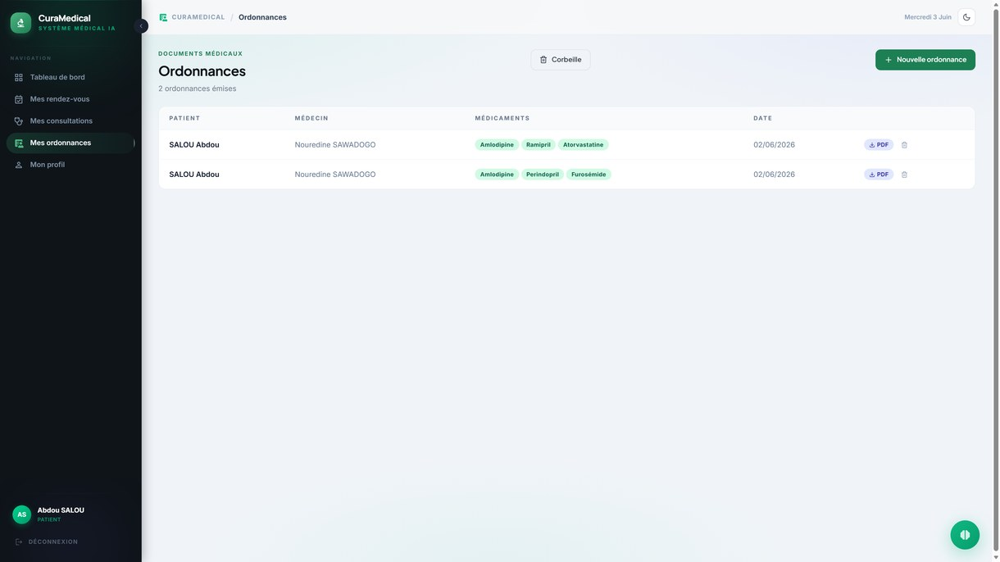 CuraMedical
SYSTÈME MÉDICAL IA
NAVIGATION
Tableau de bord
Mes rendez-vous
Mes consultations
Mes ordonnances
Mon profil
AS
Abdou SALOU
PATIENT
DÉCONNEXION
CURAMEDICAL / Ordonnances
Mercredi 3 Juin
DOCUMENTS MÉDICAUX
Ordonnances
2 ordonnances émises
Corbeille
+ Nouvelle ordonnance
PATIENT MÉDECIN MÉDICAMENTS DATE
SALOU Abdou Nouredine SAWADOGO Amlodipine Ramipril Atorvastatine 02/06/2026 PDF
SALOU Abdou Nouredine SAWADOGO Amlodipine Perindopril Furosémide 02/06/2026 PDF